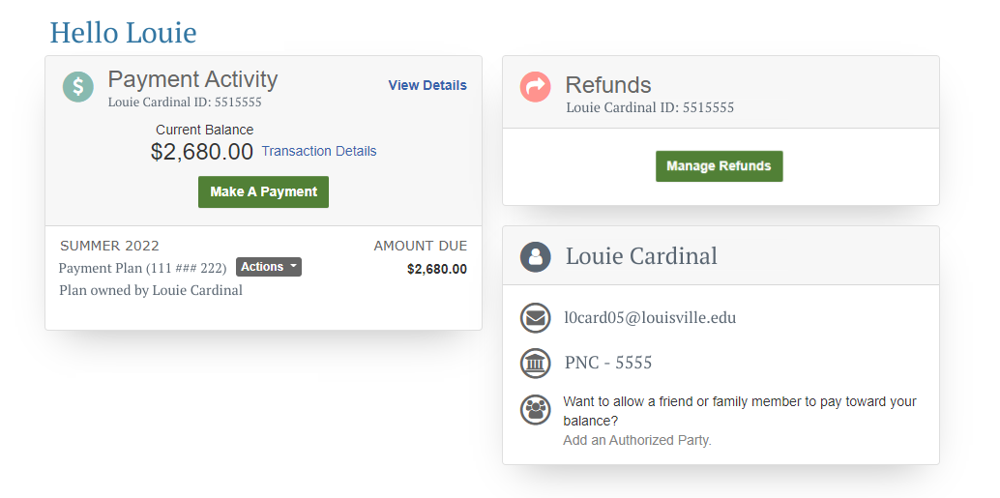 Hello Louie
Payment Activity
View Details
Louie Cardinal ID: 5515555
Current Balance
$2,680.00 Transaction Details
Make A Payment
SUMMER 2022 AMOUNT DUE
Payment Plan (111 ### 222) Actions $2,680.00
Plan owned by Louie Cardinal
Refunds
Louie Cardinal ID: 5515555
Manage Refunds
Louie Cardinal
l0card05@louisville.edu
PNC - 5555
Want to allow a friend or family member to pay toward your
balance?
Add an Authorized Party.